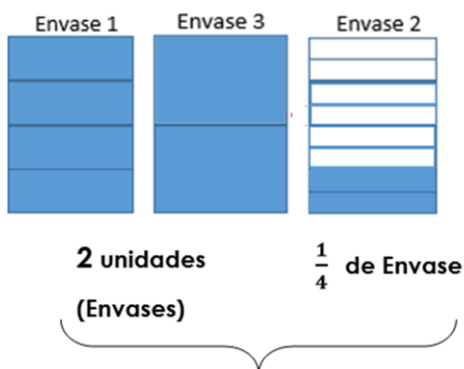 Envase 1 Envase 3 Envase 2
2 unidades
(Envases)
1/4 de Envase